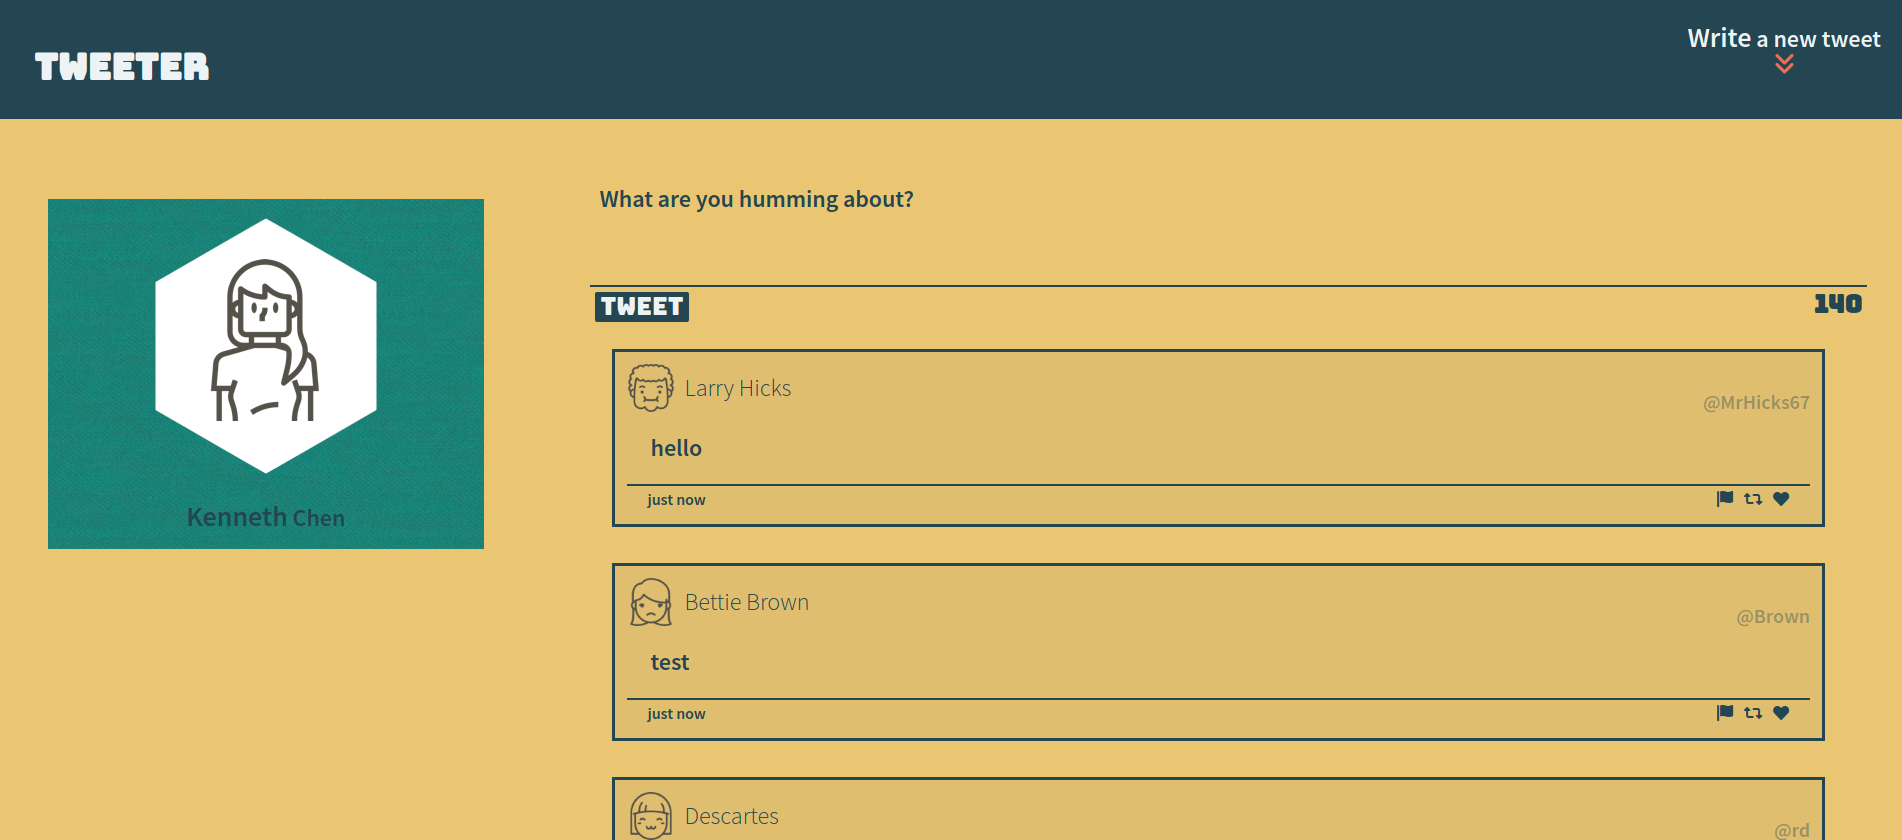 TWEETER
Write a new tweet
Kenneth Chen
What are you humming about?
TWEET
140
Larry Hicks
@MrHicks67
hello
just now
Bettie Brown
@Brown
test
just now
Descartes
@rd